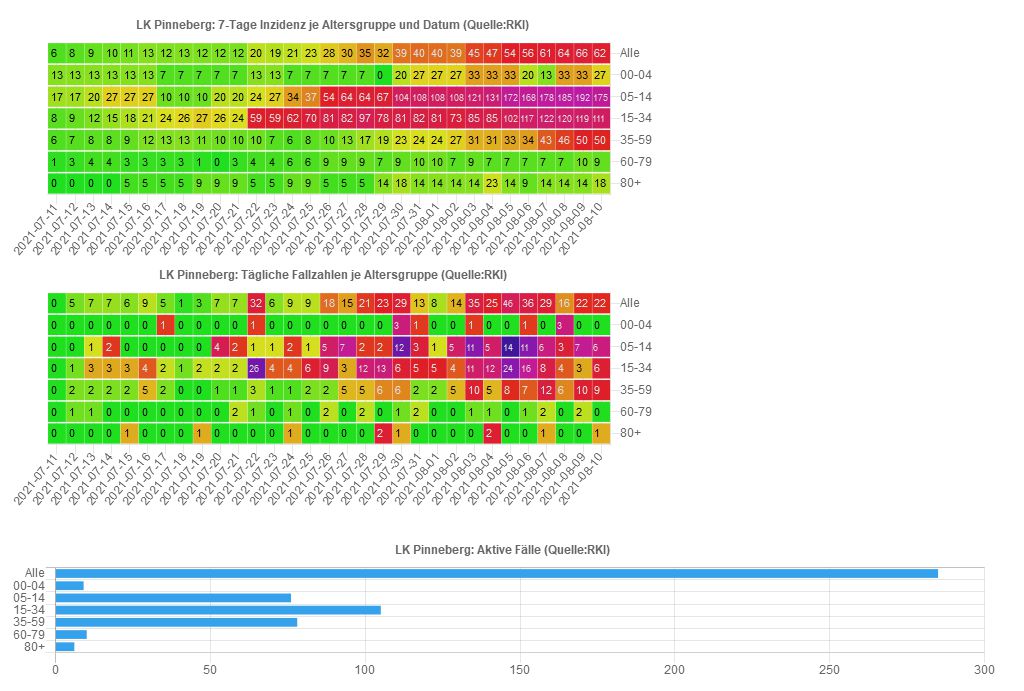 LK Pinneberg: 7-Tage Inzidenz je Altersgruppe und Datum (Quelle:RKI)
6 8 9 10 11 13 12 13 12 12 12 20 19 21 23 28 30 35 32 39 40 40 39 45 47 54 56 61 64 66 62 Alle
13 13 13 13 13 13 7 7 7 7 7 13 13 7 7 7 7 7 0 20 27 27 27 33 33 33 20 13 33 33 27 00-04
17 17 20 27 27 27 10 10 10 20 20 24 27 34 37 54 64 64 67 104 108 108 108 121 131 172 168 178 185 192 175 05-14
8 9 12 15 18 21 24 26 27 26 24 59 59 62 70 81 82 97 78 81 82 81 73 85 85 102 117 122 120 119 111 15-34
6 7 8 8 9 12 13 13 11 10 10 10 7 6 8 10 13 17 19 23 24 24 27 31 31 33 34 43 46 50 50 35-59
1 3 4 4 3 3 3 3 1 0 3 4 4 6 6 9 9 9 7 9 10 10 7 9 7 7 7 7 7 10 9 60-79
0 0 0 0 5 5 5 5 9 9 9 5 5 9 9 5 5 5 14 18 14 14 14 14 23 14 9 14 14 14 18 80+
2021-07-11 2021-07-12 2021-07-13 2021-07-14 2021-07-15 2021-07-16 2021-07-17 2021-07-18 2021-07-19 2021-07-20 2021-07-21 2021-07-22 2021-07-23 2021-07-24 2021-07-25 2021-07-26 2021-07-27 2021-07-28 2021-07-29 2021-07-30 2021-07-31 2021-08-01 2021-08-02 2021-08-03 2021-08-04 2021-08-05 2021-08-06 2021-08-07 2021-08-08 2021-08-09 2021-08-10
LK Pinneberg: Tägliche Fallzahlen je Altersgruppe (Quelle:RKI)
0 5 7 7 6 9 5 1 3 7 7 32 6 9 9 18 15 21 23 29 13 8 14 35 25 46 36 29 16 22 22 Alle
0 0 0 0 0 0 1 0 0 0 0 1 0 0 0 0 0 0 0 3 1 0 0 1 0 0 1 0 3 0 0 00-04
0 0 1 2 0 0 0 0 0 4 2 1 1 2 1 5 7 2 2 12 3 1 5 11 5 14 11 6 3 7 6 05-14
0 1 3 3 3 4 2 1 2 2 2 26 4 4 6 9 3 12 13 6 5 5 4 11 12 24 16 8 4 3 6 15-34
0 2 2 2 2 5 2 0 0 1 1 3 1 1 2 2 5 5 6 6 2 2 5 10 5 8 7 12 6 10 9 35-59
0 1 1 0 0 0 0 0 0 0 2 1 0 1 0 2 0 2 0 1 2 0 0 1 1 0 1 2 0 2 0 60-79
0 0 0 0 1 0 0 0 1 0 0 0 0 1 0 0 0 0 2 1 0 0 0 0 2 0 0 1 0 0 1 80+
2021-07-11 2021-07-12 2021-07-13 2021-07-14 2021-07-15 2021-07-16 2021-07-17 2021-07-18 2021-07-19 2021-07-20 2021-07-21 2021-07-22 2021-07-23 2021-07-24 2021-07-25 2021-07-26 2021-07-27 2021-07-28 2021-07-29 2021-07-30 2021-07-31 2021-08-01 2021-08-02 2021-08-03 2021-08-04 2021-08-05 2021-08-06 2021-08-07 2021-08-08 2021-08-09 2021-08-10
LK Pinneberg: Aktive Fälle (Quelle:RKI)
Alle
00-04
05-14
15-34
35-59
60-79
80+
0 50 100 150 200 250 300